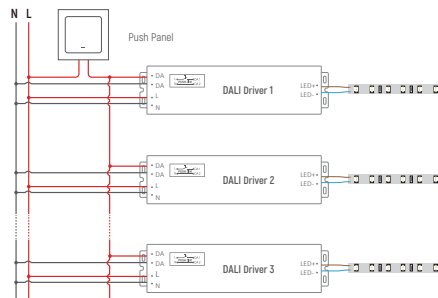 N L
Push Panel
DA
DA
L
N
DALI Driver 1
LED+
LED-
DA
DA
L
N
DALI Driver 2
LED+
LED-
DA
DA
L
N
DALI Driver 3
LED+
LED-